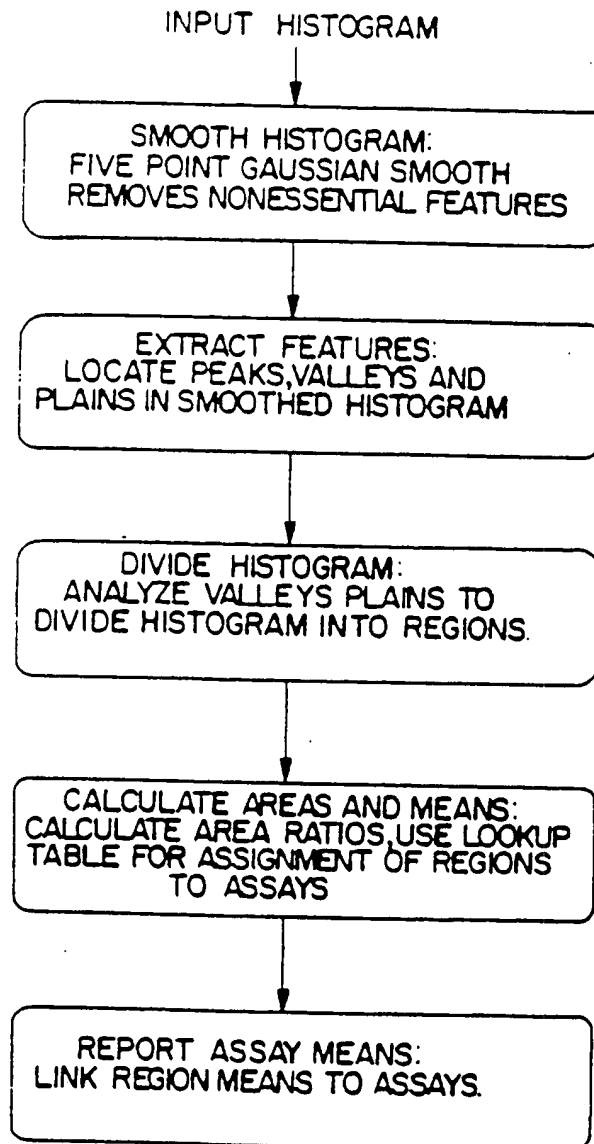 INPUT HISTOGRAM
SMOOTH HISTOGRAM:
FIVE POINT GAUSSIAN SMOOTH
REMOVES NONESSENTIAL FEATURES
EXTRACT FEATURES:
LOCATE PEAKS,VALLEYS AND
PLAINS IN SMOOTHED HISTOGRAM
DIVIDE HISTOGRAM:
ANALYZE VALLEYS PLAINS TO
DIVIDE HISTOGRAM INTO REGIONS.
CALCULATE AREAS AND MEANS:
CALCULATE AREA RATIOS,USE LOOKUP
TABLE FOR ASSIGNMENT OF REGIONS
TO ASSAYS
REPORT ASSAY MEANS:
LINK REGION MEANS TO ASSAYS.